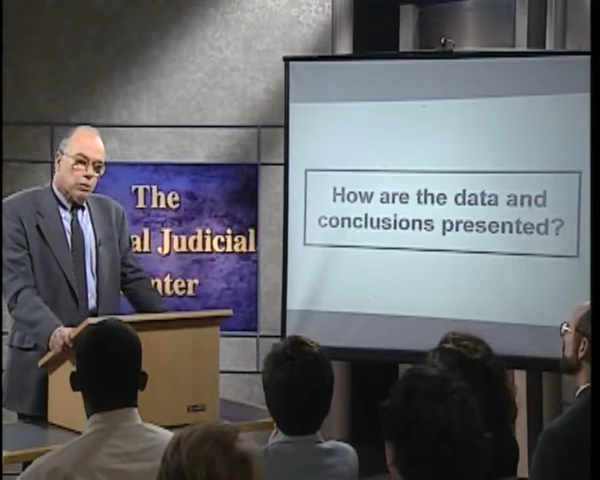 The
al Judicial
nter
How are the data and
conclusions presented?